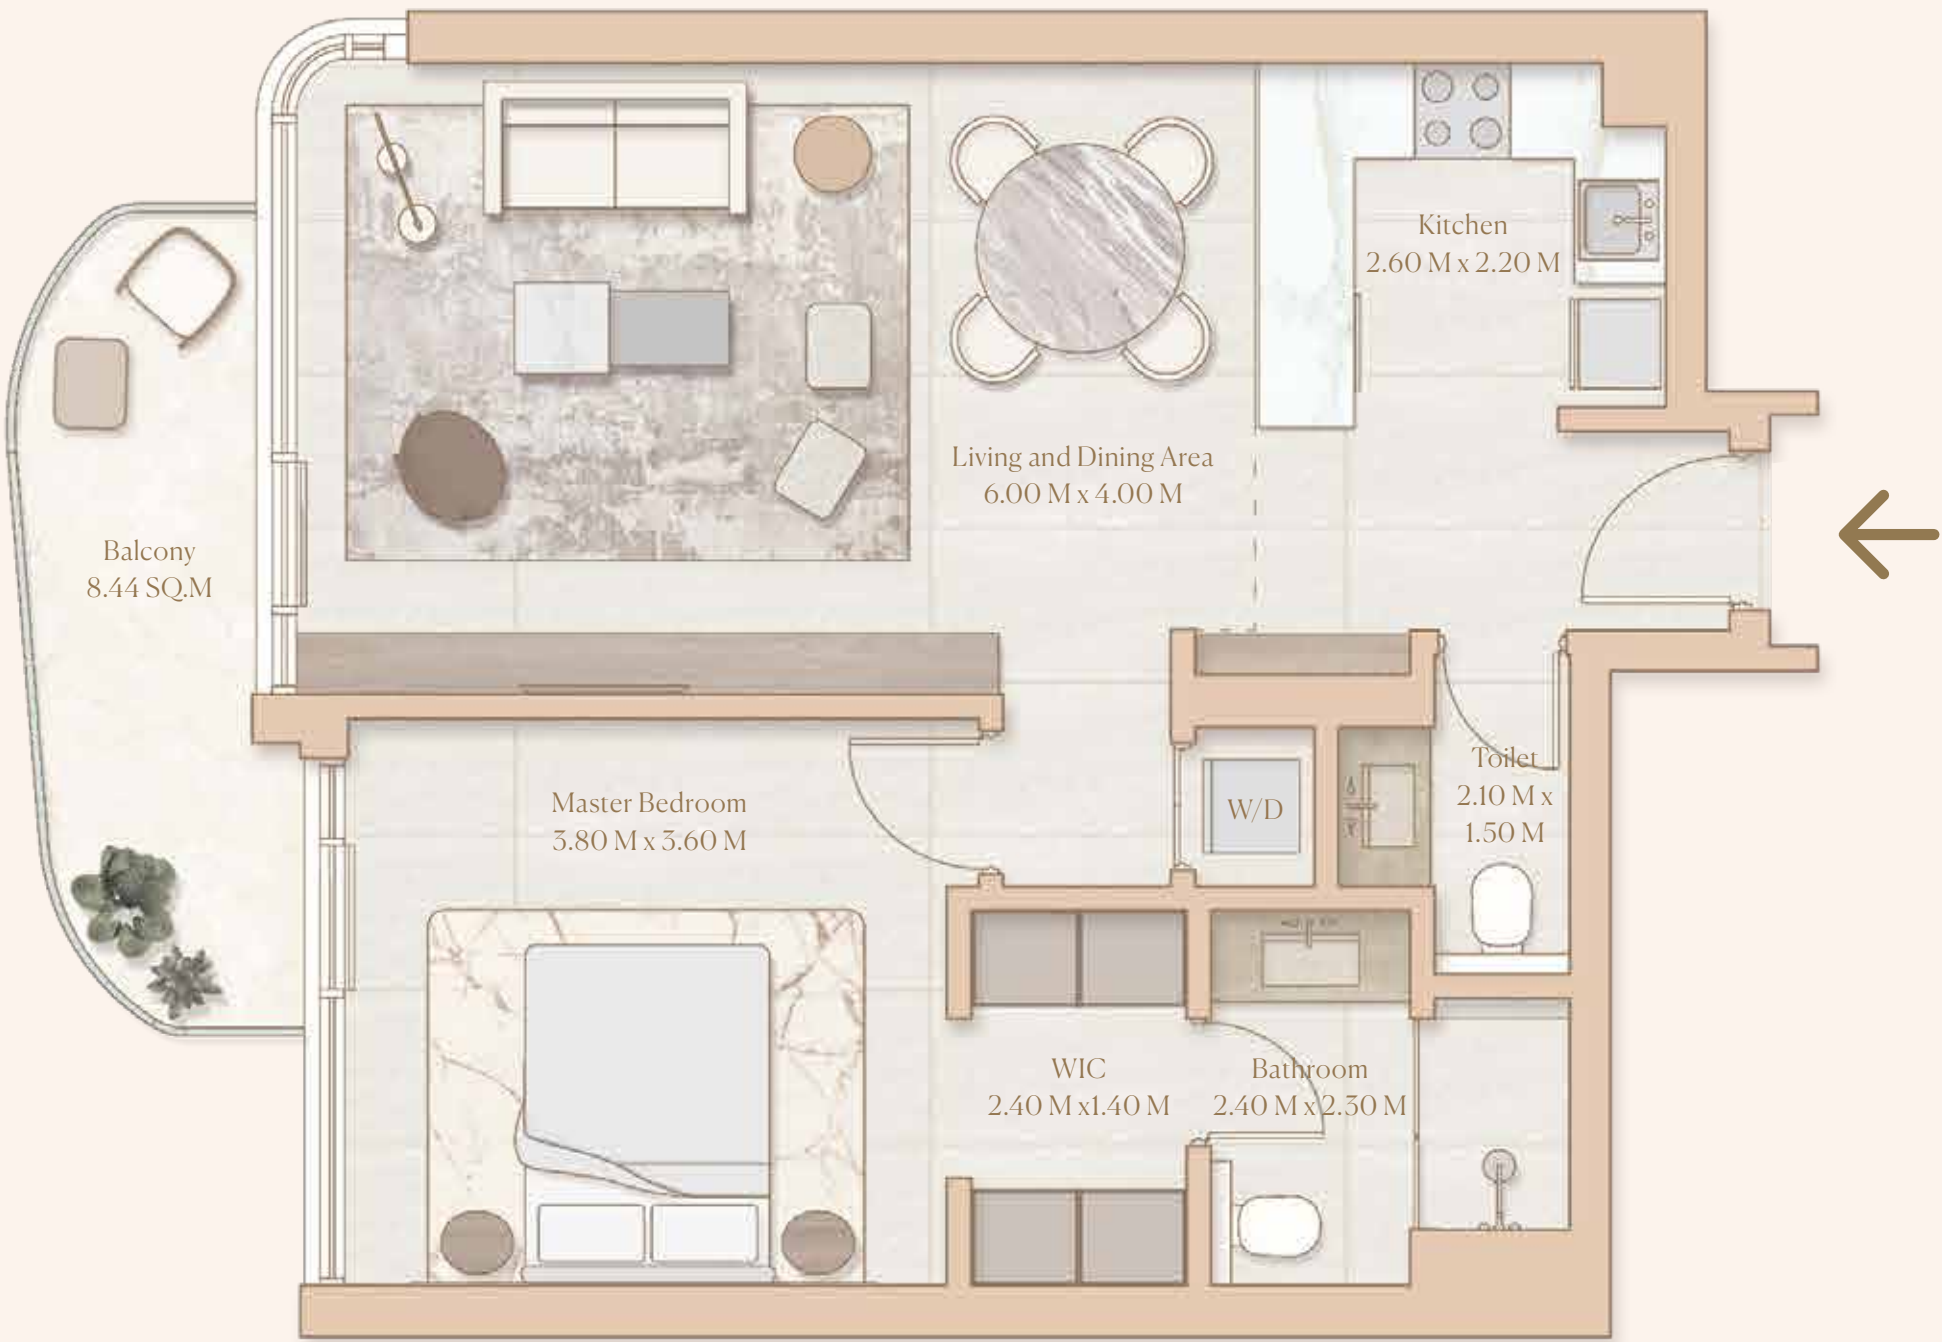 Kitchen
2.60 M x 2.20 M
Living and Dining Area
6.00 M x 4.00 M
Balcony
8.44 SQ.M
Master Bedroom
3.80 M x 3.60 M
W/D
Toilet
2.10 M x
1.50 M
WIC
2.40 M x1.40 M
Bathroom
2.40 M x 2.30 M